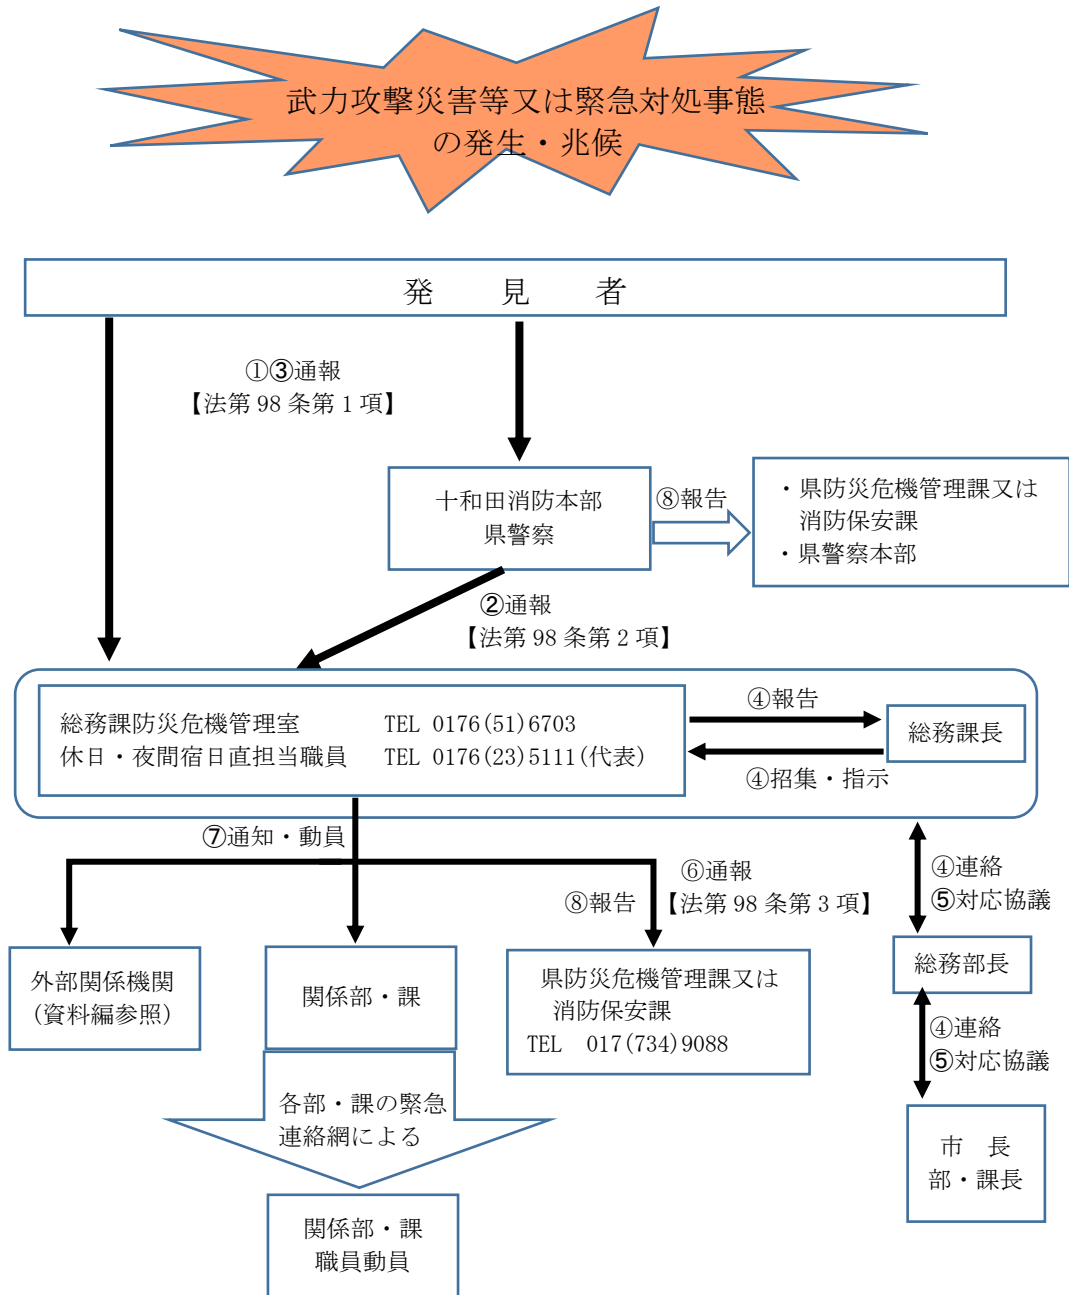 武力攻撃災害等又は緊急対処事態
の発生・兆候
発　見　者
①③通報
【法第 98 条第 1 項】
十和田消防本部
県警察
⑧報告
・県防災危機管理課又は
消防保安課
・県警察本部
②通報
【法第 98 条第 2 項】
総務課防災危機管理室　TEL 0176(51)6703
休日・夜間宿日直担当職員　TEL 0176(23)5111(代表)
④報告
④招集・指示
総務課長
⑦通知・動員
⑥通報
⑧報告 【法第 98 条第 3 項】
④連絡
⑤対応協議
外部関係機関
(資料編参照)
関係部・課
県防災危機管理課又は
消防保安課
TEL　017(734)9088
総務部長
④連絡
⑤対応協議
各部・課の緊急
連絡網による
市　長
部・課長
関係部・課
職員動員